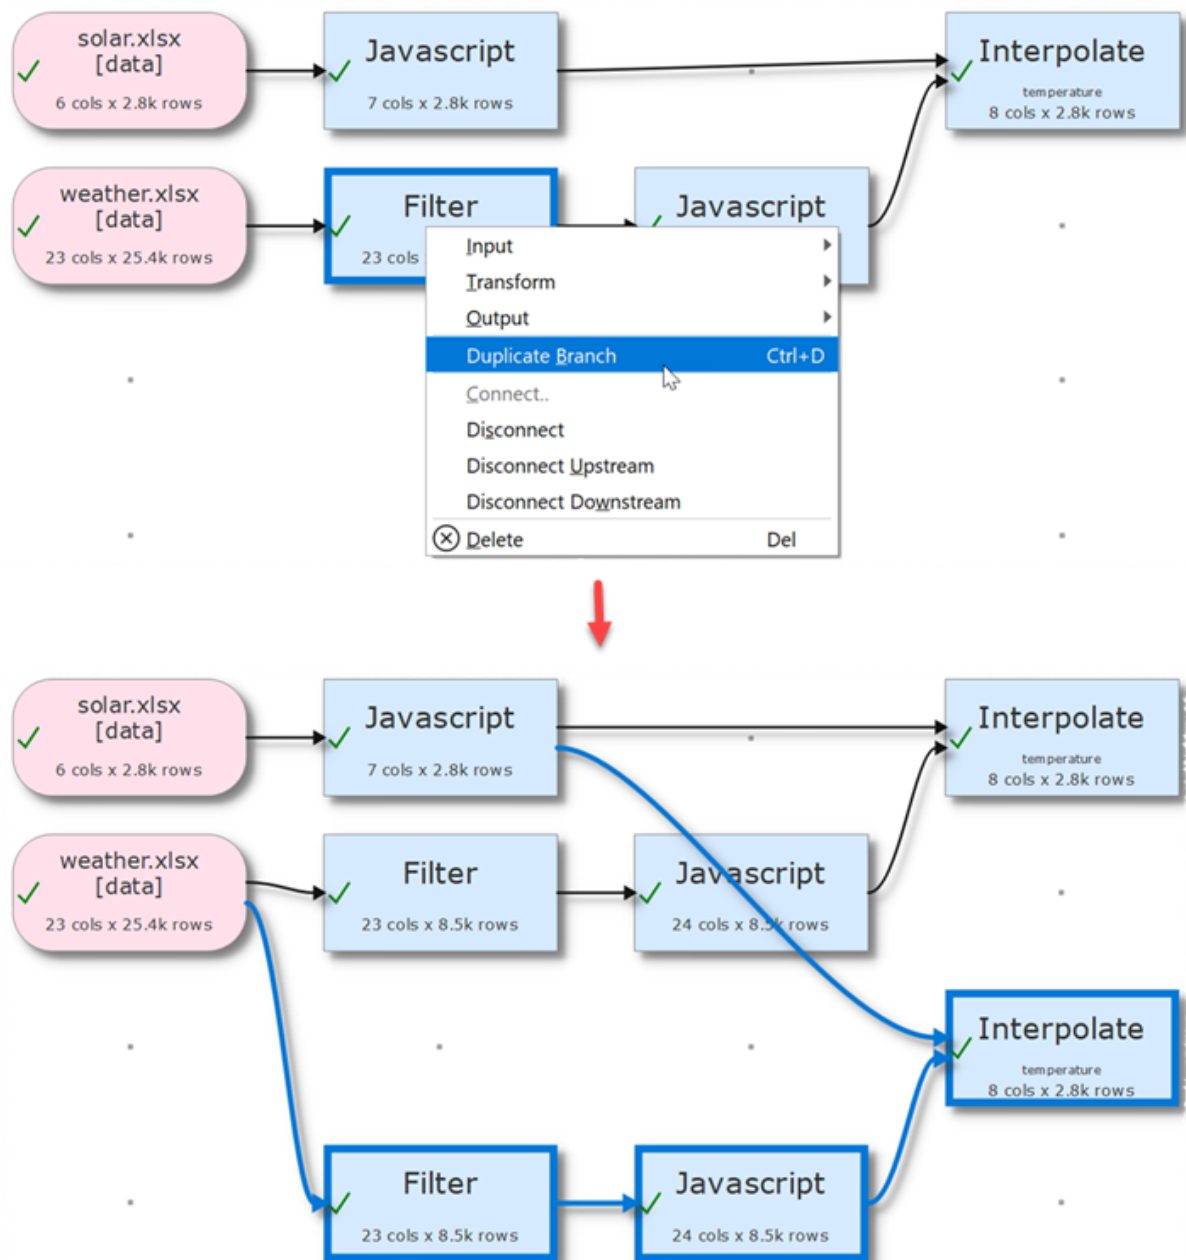 solar.xlsx
[data]
6 cols x 2.8k rows
Javascript
7 cols x 2.8k rows
Interpolate
temperature
8 cols x 2.8k rows
weather.xlsx
[data]
23 cols x 25.4k rows
Filter
23 cols
Javascript
Input
Transform
Output
Duplicate Branch Ctrl+D
Connect..
Disconnect
Disconnect Upstream
Disconnect Downstream
Delete Del
solar.xlsx
[data]
6 cols x 2.8k rows
Javascript
7 cols x 2.8k rows
Interpolate
temperature
8 cols x 2.8k rows
weather.xlsx
[data]
23 cols x 25.4k rows
Filter
23 cols x 8.5k rows
Javascript
24 cols x 8.5k rows
Interpolate
temperature
8 cols x 2.8k rows
Filter
23 cols x 8.5k rows
Javascript
24 cols x 8.5k rows